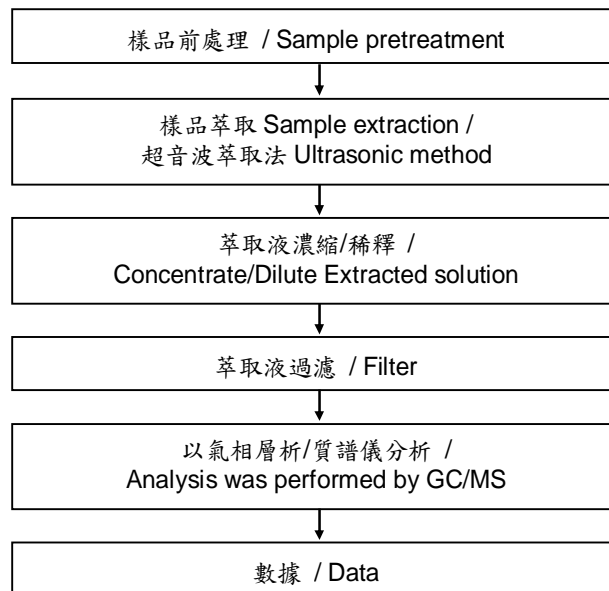 樣品前處理 / Sample pretreatment
樣品萃取 Sample extraction /
超音波萃取法 Ultrasonic method
萃取液濃縮/稀釋 /
Concentrate/Dilute Extracted solution
萃取液過濾 / Filter
以氣相層析/質譜儀分析 /
Analysis was performed by GC/MS
數據 / Data